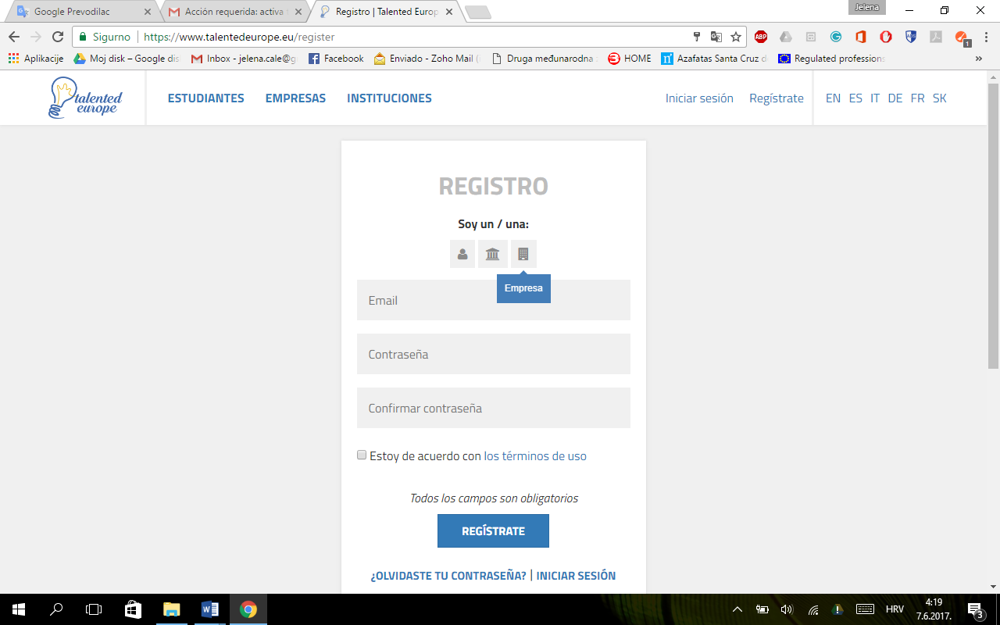 Google Prevodilac
Acción requerida: activa
Registro | Talented Europ
Jelena
Sigurno
https://www.talentedeurope.eu/register
ABP
1
Aplikacije
Moj disk – Google dis
Inbox - jelena.cale@g
Facebook
Enviado - Zoho Mail (
Druga međunarodna
HOME
Azafatas Santa Cruz d
Regulated professions
»
talented
europe
ESTUDIANTES
EMPRESAS
INSTITUCIONES
Iniciar sesión
Regístrate
EN ES IT DE FR SK
REGISTRO
Soy un / una:
Empresa
Email
Contraseña
Confirmar contraseña
Estoy de acuerdo con los términos de uso
Todos los campos son obligatorios
REGÍSTRATE
¿OLVIDASTE TU CONTRASEÑA? | INICIAR SESIÓN
HRV
4:19
7.6.2017.
3